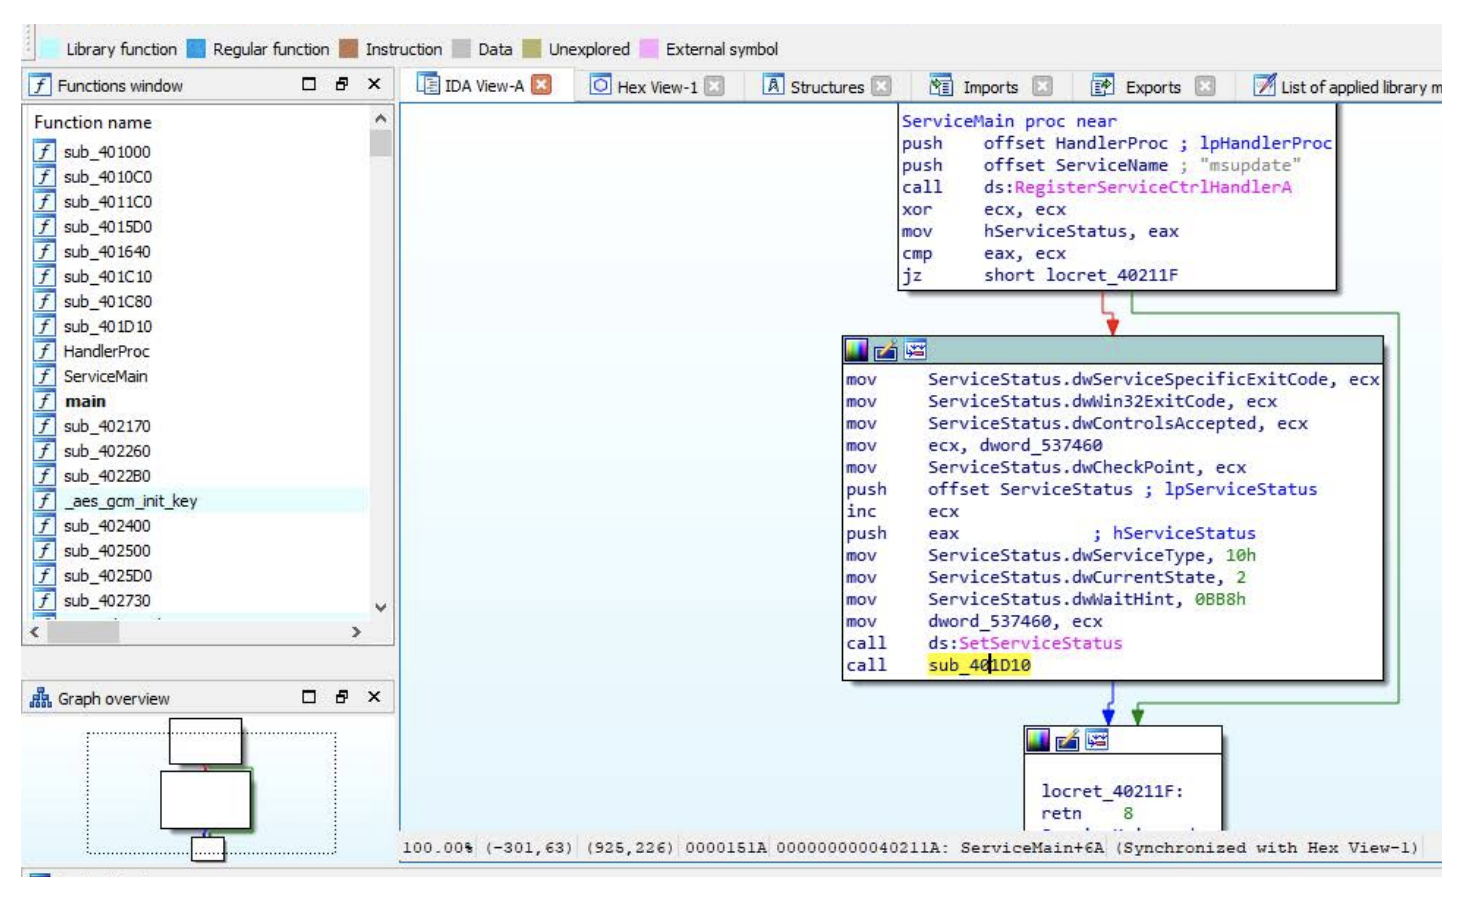 Library function Regular function Instruction Data Unexplored External symbol
Functions window
IDA View-A Hex View-1 Structures Imports Exports List of applied library m
Function name
sub_401000
sub_4010C0
sub_4011C0
sub_4015D0
sub_401640
sub_401C10
sub_401C80
sub_401D10
HandlerProc
ServiceMain
main
sub_402170
sub_402260
sub_4022B0
_aes_gcm_init_key
sub_402400
sub_402500
sub_4025D0
sub_402730
Graph overview
ServiceMain proc near
push offset HandlerProc ; lpHandlerProc
push offset ServiceName ; "msupdate"
call ds:RegisterServiceCtrlHandlerA
xor ecx, ecx
mov hServiceStatus, eax
cmp eax, ecx
jz short locret_40211F
mov ServiceStatus.dwServiceSpecificExitCode, ecx
mov ServiceStatus.dwWin32ExitCode, ecx
mov ServiceStatus.dwControlsAccepted, ecx
mov ecx, dword_537460
mov ServiceStatus.dwCheckPoint, ecx
push offset ServiceStatus ; lpServiceStatus
inc ecx
push eax ; hServiceStatus
mov ServiceStatus.dwServiceType, 10h
mov ServiceStatus.dwCurrentState, 2
mov ServiceStatus.dwWaitHint, 0BB8h
mov dword_537460, ecx
call ds:SetServiceStatus
call sub_401D10
locret_40211F:
retn 8
100.00% (-301,63) (925,226) 0000151A 000000000040211A: ServiceMain+6A (Synchronized with Hex View-1)